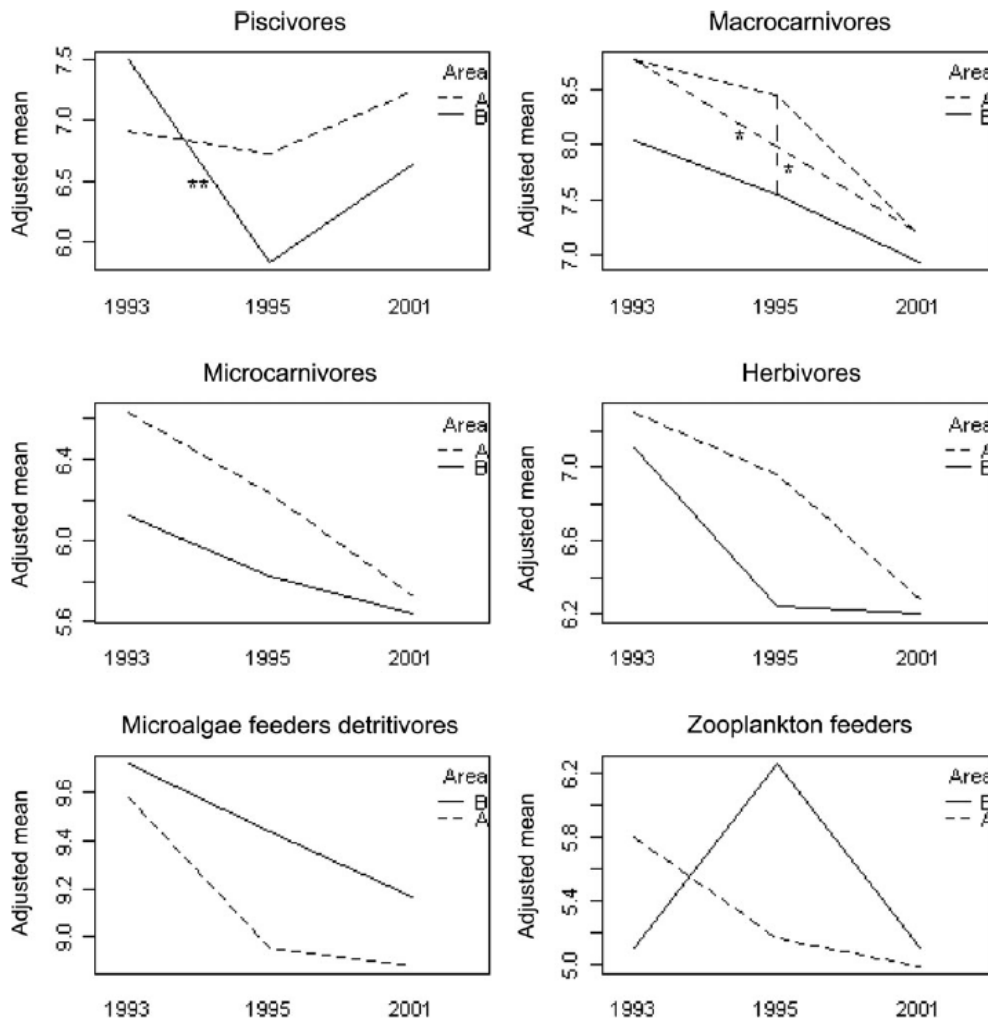 Piscivores
Adjusted mean
7.5
7.0
6.5
6.0
Area
A
B
**
1993 1995 2001
Macrocarnivores
Adjusted mean
8.5
8.0
7.5
7.0
Area
A
B
*
*
1993 1995 2001
Microcarnivores
Adjusted mean
6.4
6.0
5.6
Area
A
B
1993 1995 2001
Herbivores
Adjusted mean
7.0
6.6
6.2
Area
A
B
1993 1995 2001
Microalgae feeders detritivores
Adjusted mean
9.6
9.4
9.2
9.0
Area
B
A
1993 1995 2001
Zooplankton feeders
Adjusted mean
6.2
5.8
5.4
5.0
Area
B
A
1993 1995 2001